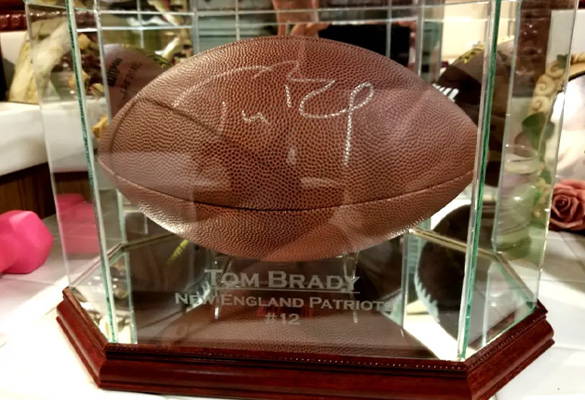 Tom Brady
New England Patriots
#12